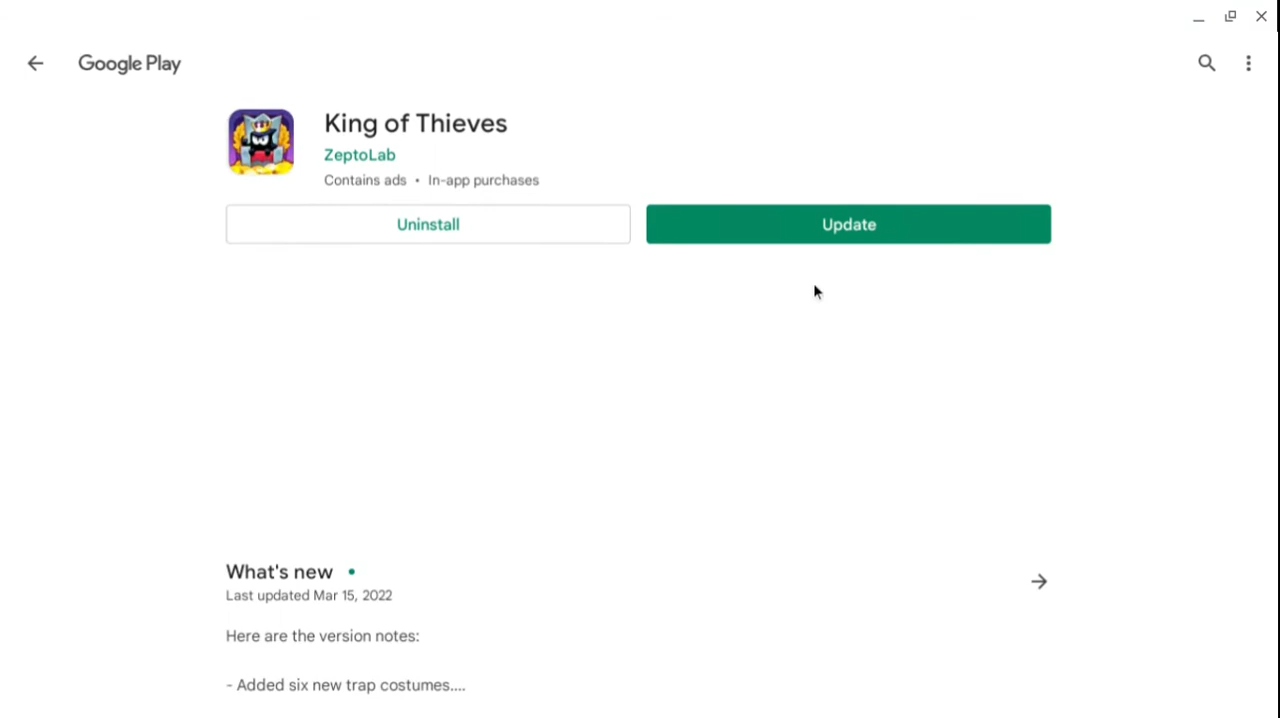 Google Play
King of Thieves
ZeptoLab
Contains ads • In-app purchases
Uninstall
Update
What's new •
Last updated Mar 15, 2022
Here are the version notes:
- Added six new trap costumes....